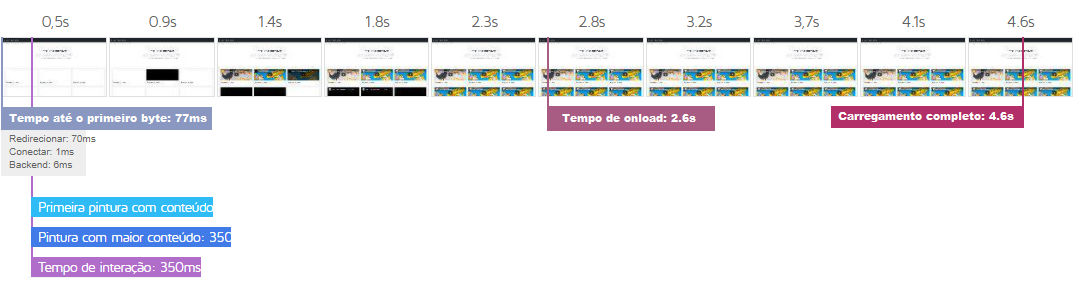 0,5s 0.9s 1.4s 1.8s 2.3s 2.8s 3.2s 3,7s 4.1s 4.6s
Tempo até o primeiro byte: 77ms
Redirecionar: 70ms
Conectar: 1ms
Backend: 6ms
Tempo de onload: 2.6s
Carregamento completo: 4.6s
Primeira pintura com conteúdo
Pintura com maior conteúdo: 350
Tempo de interação: 350ms